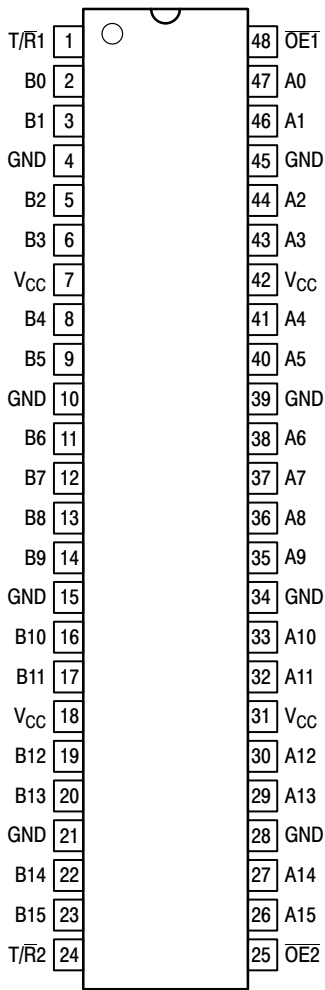 T/R̅1 1 48 O̅E̅1̅
B0 2 47 A0
B1 3 46 A1
GND 4 45 GND
B2 5 44 A2
B3 6 43 A3
VCC 7 42 VCC
B4 8 41 A4
B5 9 40 A5
GND 10 39 GND
B6 11 38 A6
B7 12 37 A7
B8 13 36 A8
B9 14 35 A9
GND 15 34 GND
B10 16 33 A10
B11 17 32 A11
VCC 18 31 VCC
B12 19 30 A12
B13 20 29 A13
GND 21 28 GND
B14 22 27 A14
B15 23 26 A15
T/R̅2 24 25 O̅E̅2̅